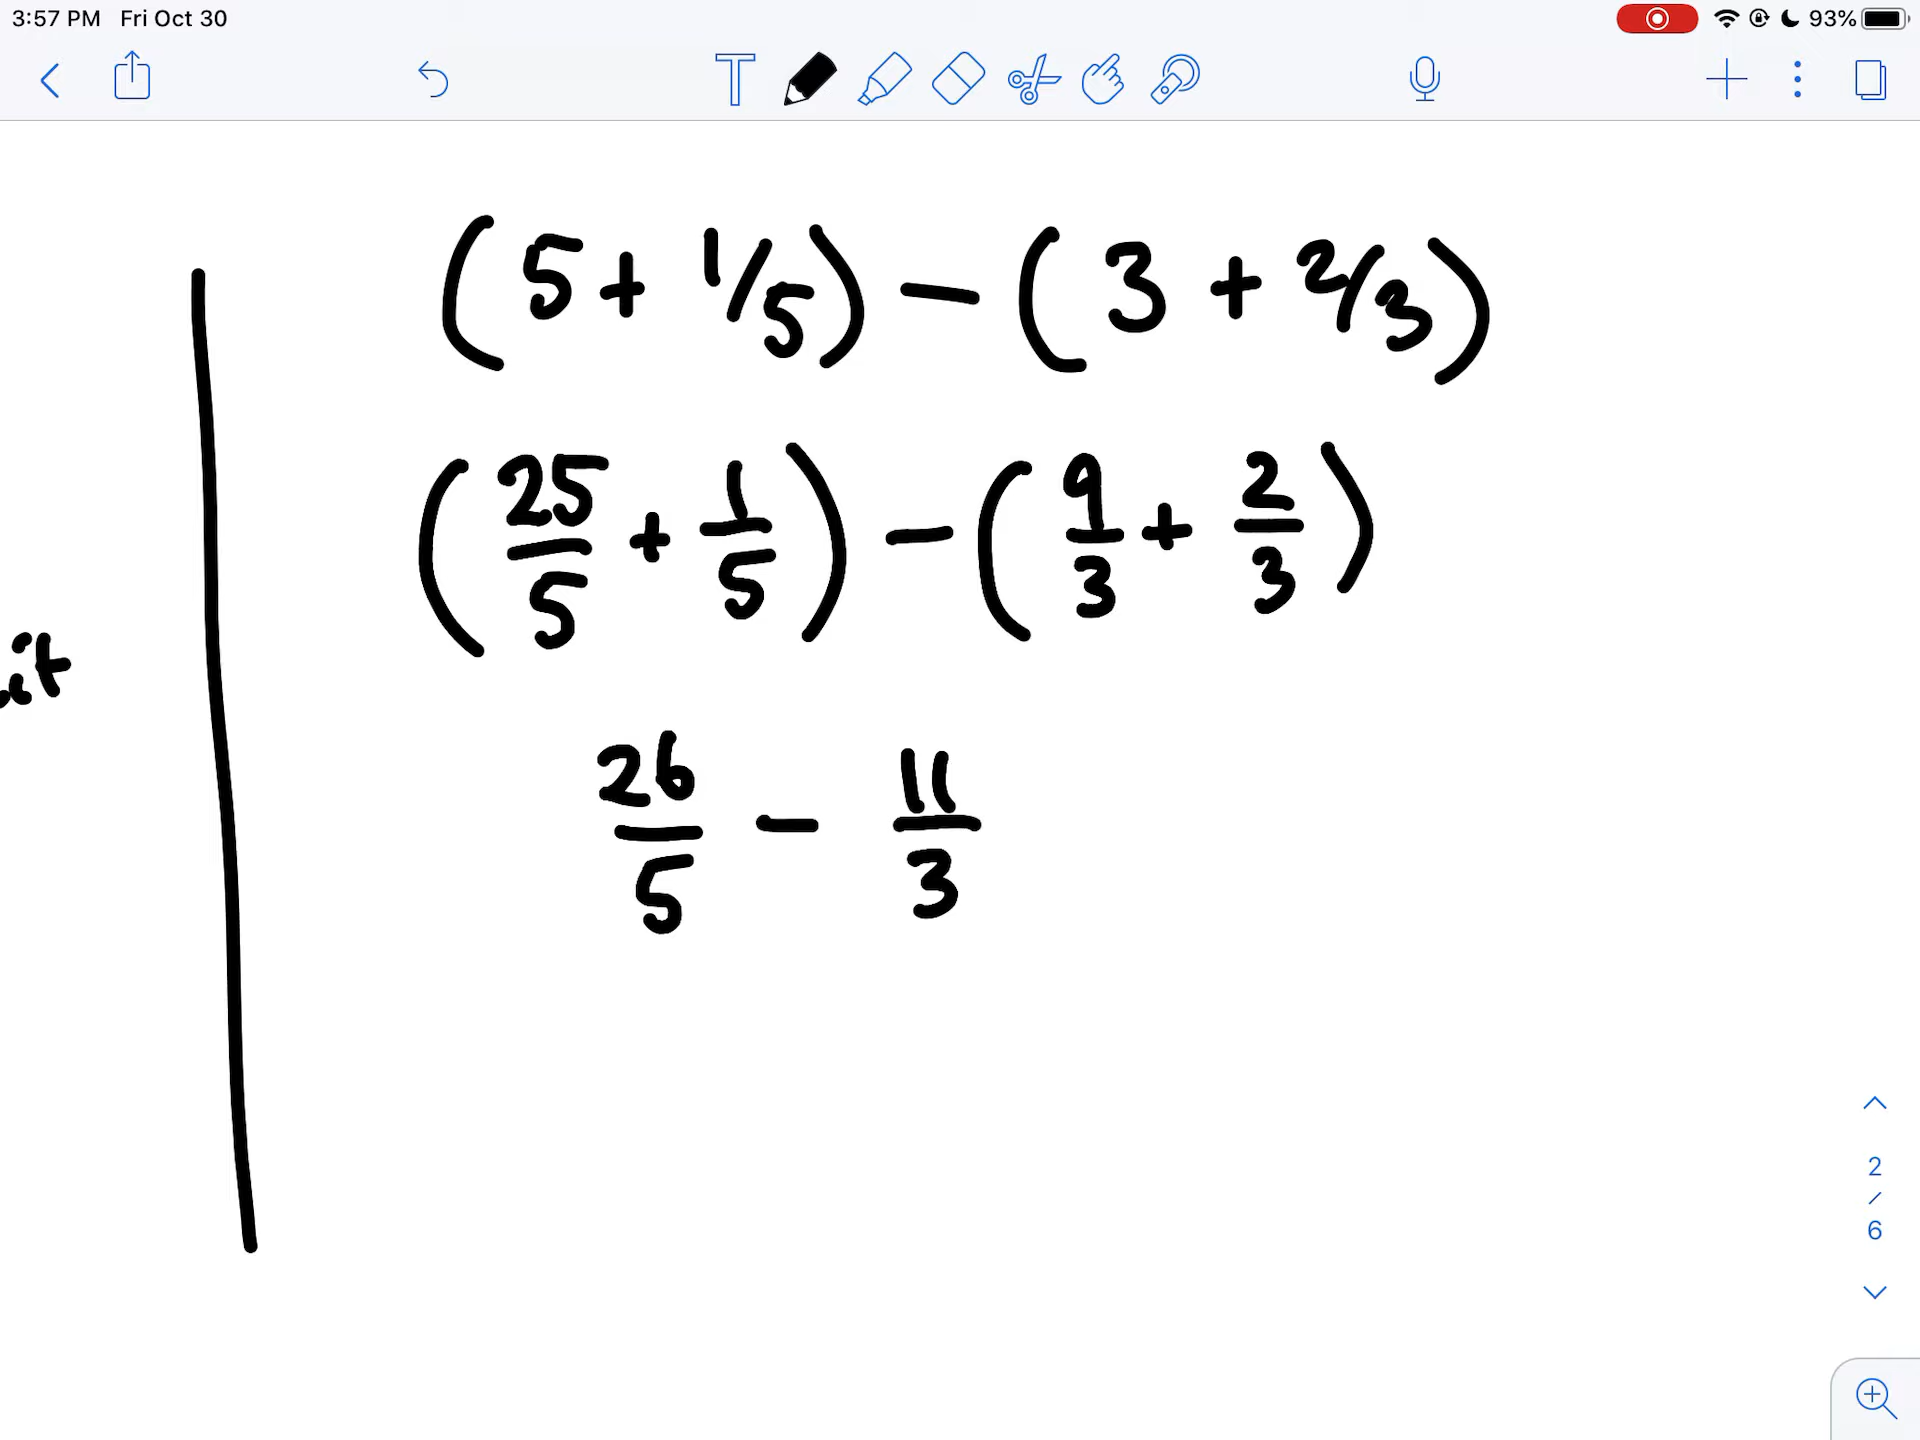 3:57 PM Fri Oct 30 93%
(5 + 1/5) - (3 + 2/3)
(25/5 + 1/5) - (9/3 + 2/3)
it
26/5 - 11/3
2
/
6